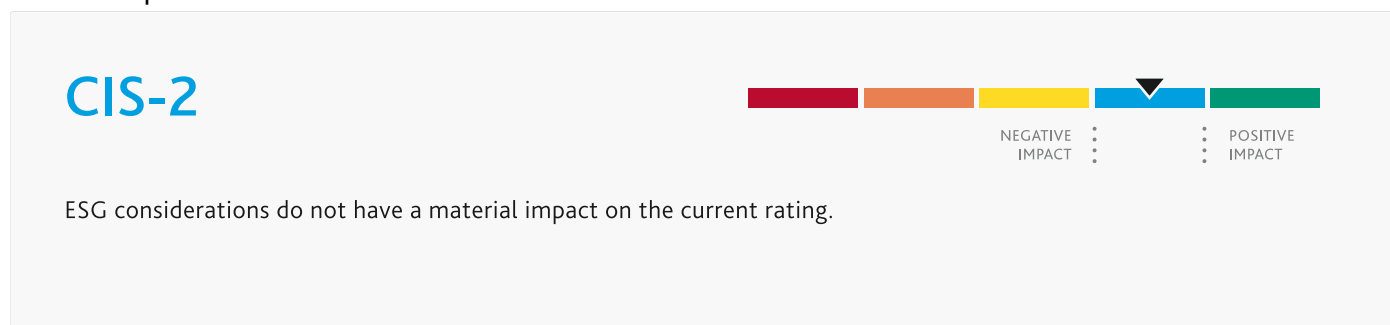 CIS-2
NEGATIVE
IMPACT
POSITIVE
IMPACT
ESG considerations do not have a material impact on the current rating.